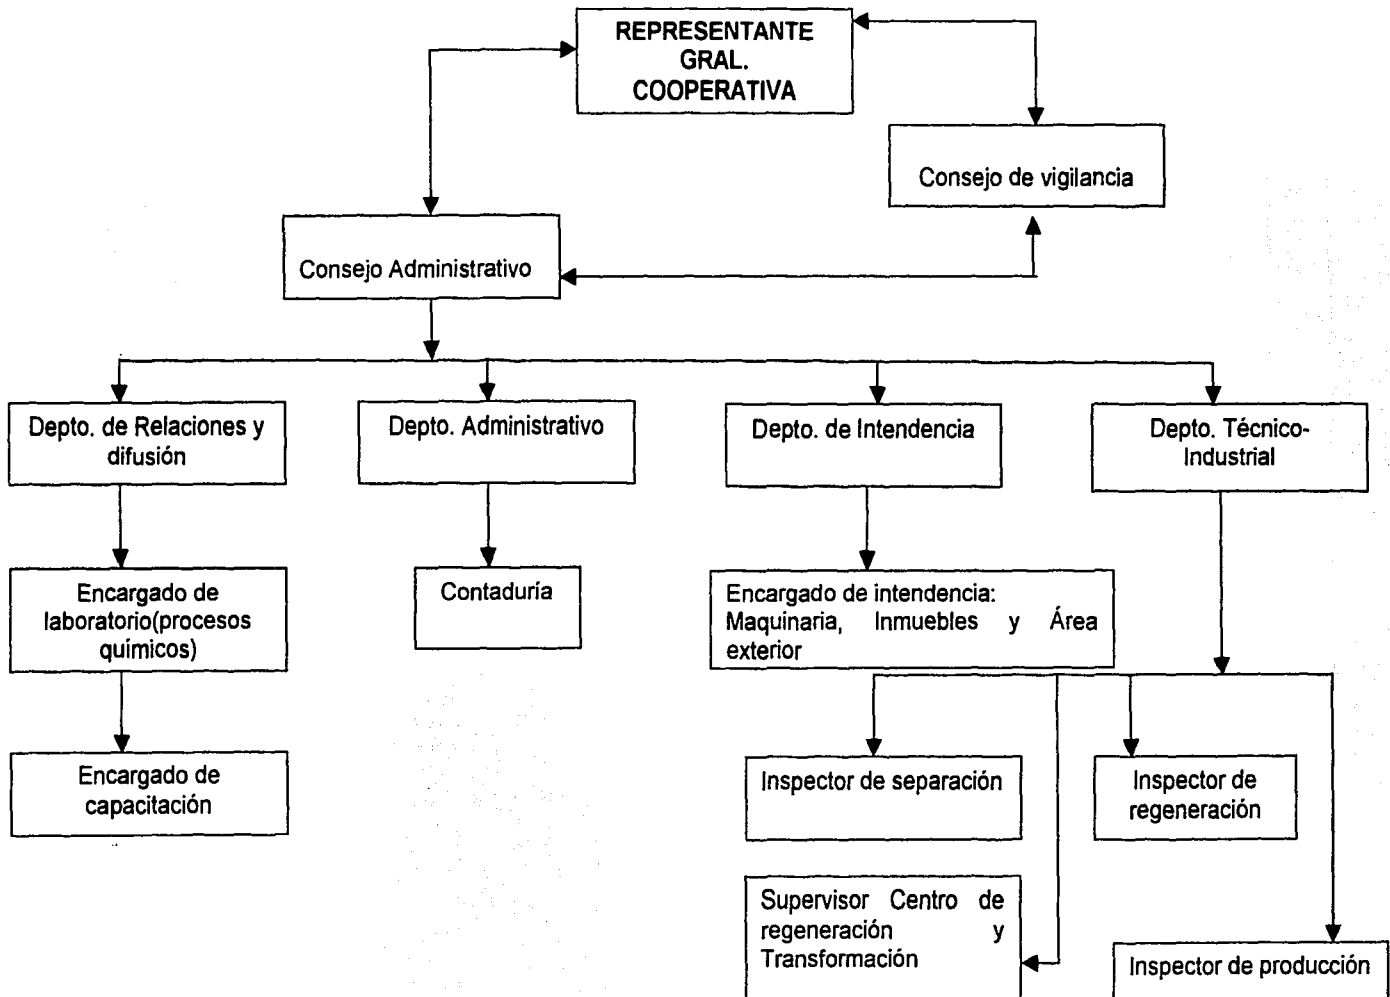 REPRESENTANTE
GRAL.
COOPERATIVA
Consejo de vigilancia
Consejo Administrativo
Depto. de Relaciones y
difusión
Depto. Administrativo
Depto. de Intendencia
Depto. Técnico-
Industrial
Encargado de
laboratorio(procesos
químicos)
Contaduría
Encargado de intendencia:
Maquinaria, Inmuebles y Área
exterior
Encargado de
capacitación
Inspector de separación
Inspector de
regeneración
Supervisor Centro de
regeneración y
Transformación
Inspector de producción